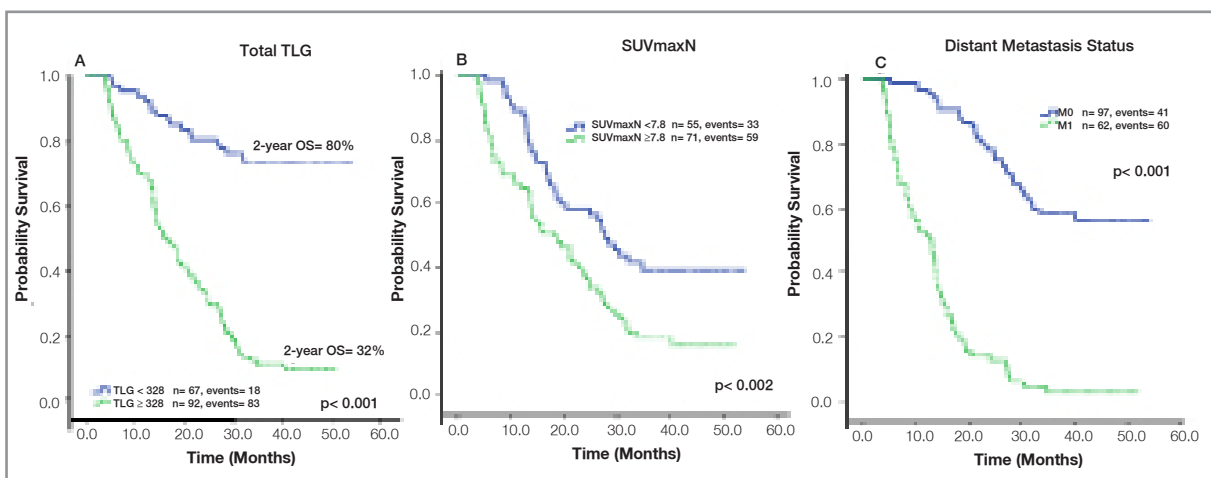 Total TLG
A
1.0
0.8
0.6
0.4
0.2
0.0
Probability Survival
2-year OS= 80%
2-year OS= 32%
TLG < 328 n= 67, events= 18
TLG ≥ 328 n= 92, events= 83
p< 0.001
0.0 10.0 20.0 30.0 40.0 50.0 60.0
Time (Months)
SUVmaxN
B
1.0
0.8
0.6
0.4
0.2
0.0
Probability Survival
SUVmaxN <7.8 n= 55, events= 33
SUVmaxN ≥7.8 n= 71, events= 59
p< 0.002
0.0 10.0 20.0 30.0 40.0 50.0 60.0
Time (Months)
Distant Metastasis Status
C
1.0
0.8
0.6
0.4
0.2
0.0
Probability Survival
M0 n= 97, events= 41
M1 n= 62, events= 60
p< 0.001
0.0 10.0 20.0 30.0 40.0 50.0 60.0
Time (Months)